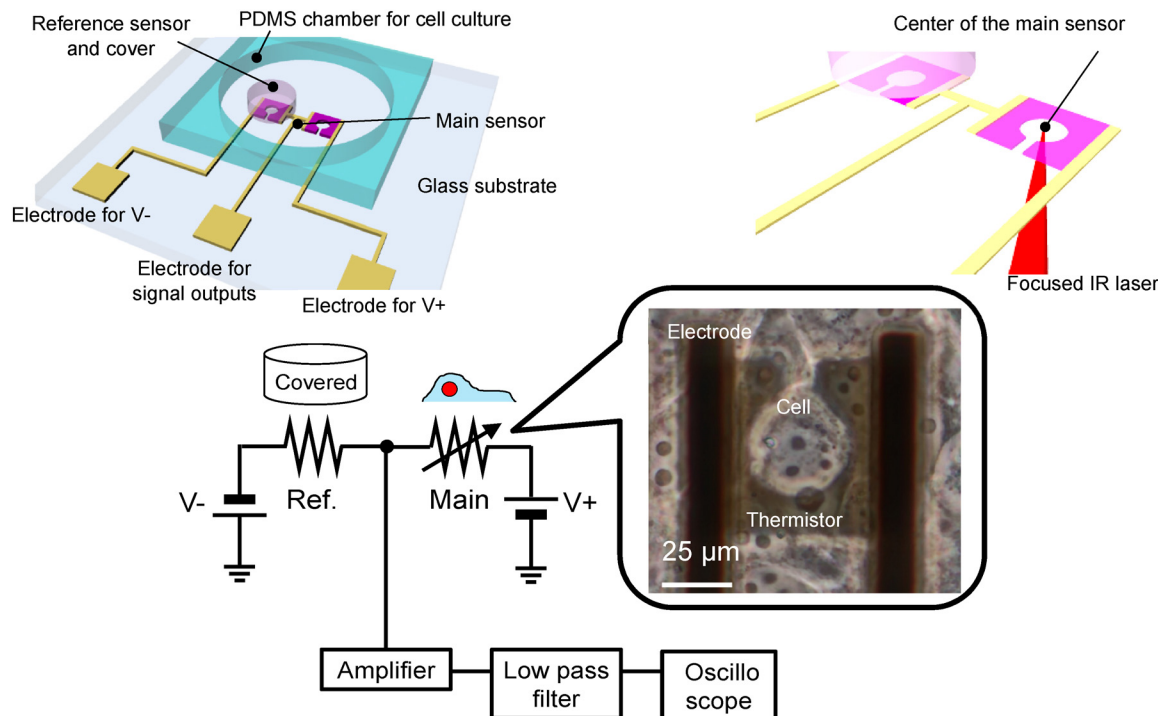 Reference sensor
and cover
PDMS chamber for cell culture
Main sensor
Glass substrate
Electrode for V-
Electrode for
signal outputs
Electrode for V+
Center of the main sensor
Focused IR laser
Covered
V-
Ref.
Main
V+
Electrode
Cell
Thermistor
25 μm
Amplifier
Low pass
filter
Oscillo
scope